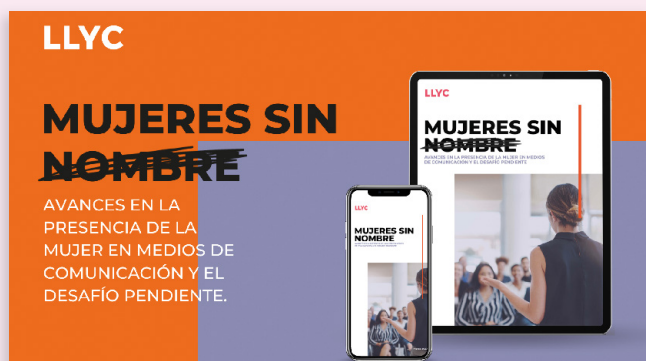 LLYC
MUJERES SIN
NOMBRE
AVANCES EN LA
PRESENCIA DE LA
MUJER EN MEDIOS DE
COMUNICACIÓN Y EL
DESAFÍO PENDIENTE.
LLYC
MUJERES SIN
NOMBRE
AVANCES EN LA PRESENCIA DE LA MUJER EN MEDIOS
DE COMUNICACIÓN Y EL DESAFÍO PENDIENTE
LLYC
MUJERES SIN
NOMBRE